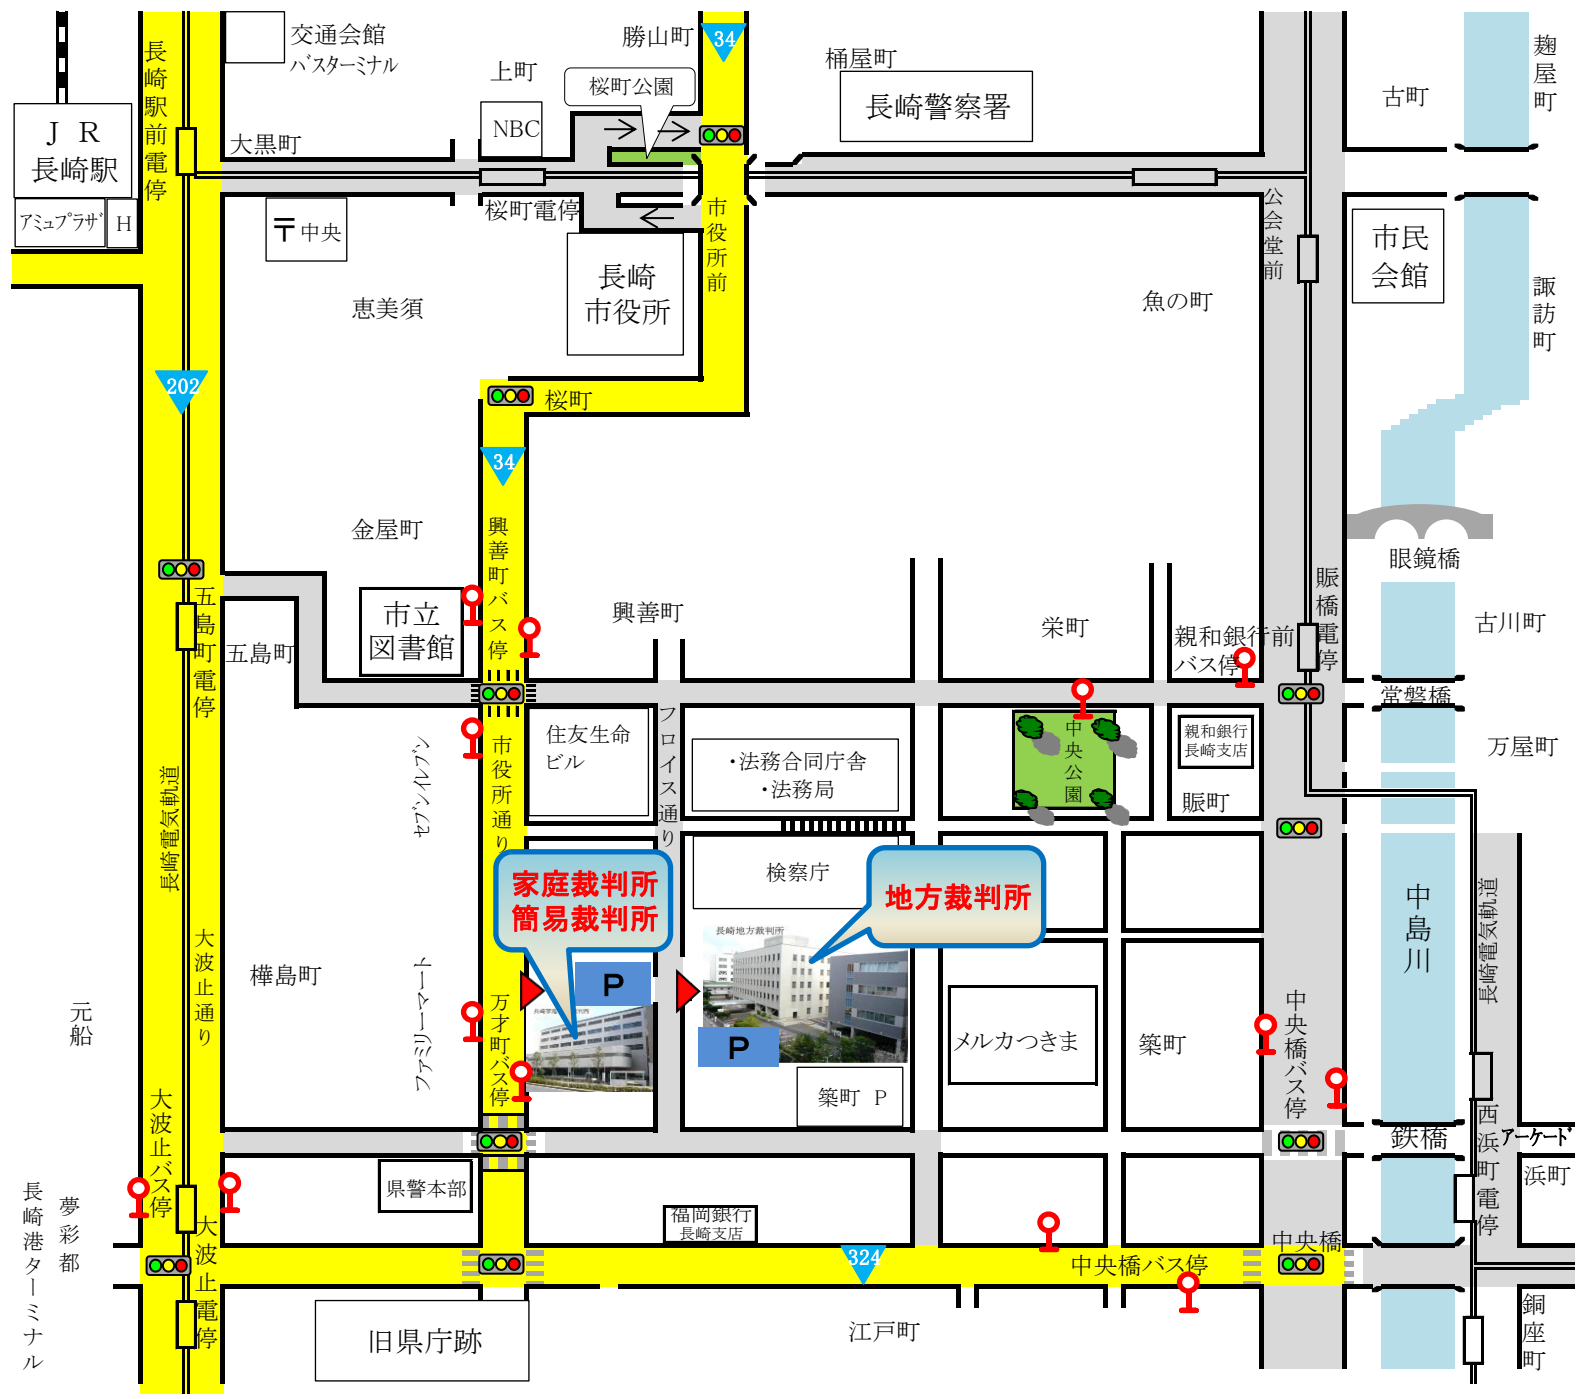 長崎駅前電停
交通会館
バスターミナル
勝山町
34
桶屋町
麹屋町
上町
桜町公園
長崎警察署
古町
ＪＲ
長崎駅
大黒町
NBC
アミュプラザ
H
〒中央
桜町電停
市役所前
公会堂前
市民
会館
長崎
市役所
恵美須
魚の町
諏訪町
202
桜町
34
金屋町
興善町バス停
眼鏡橋
五島町電停
五島町
市立
図書館
興善町
栄町
親和銀行前
バス停
賑橋電停
古川町
常磐橋
フロイス通り
住友生命
ビル
・法務合同庁舎
・法務局
中央公園
親和銀行
長崎支店
賑町
万屋町
セブンイレブン
市役所通り
長崎電気軌道
検察庁
家庭裁判所
簡易裁判所
地方裁判所
長崎地方裁判所
中島川
長崎電気軌道
大波止通り
樺島町
元船
ファミリーマート
万才町バス停
P
P
メルカつきま
築町
中央橋バス停
築町 P
大波止バス停
鉄橋
西浜町電停
アーケード
浜町
県警本部
福岡銀行
長崎支店
夢彩都
長崎港ターミナル
大波止電停
324
中央橋バス停
中央橋
旧県庁跡
江戸町
銅座町